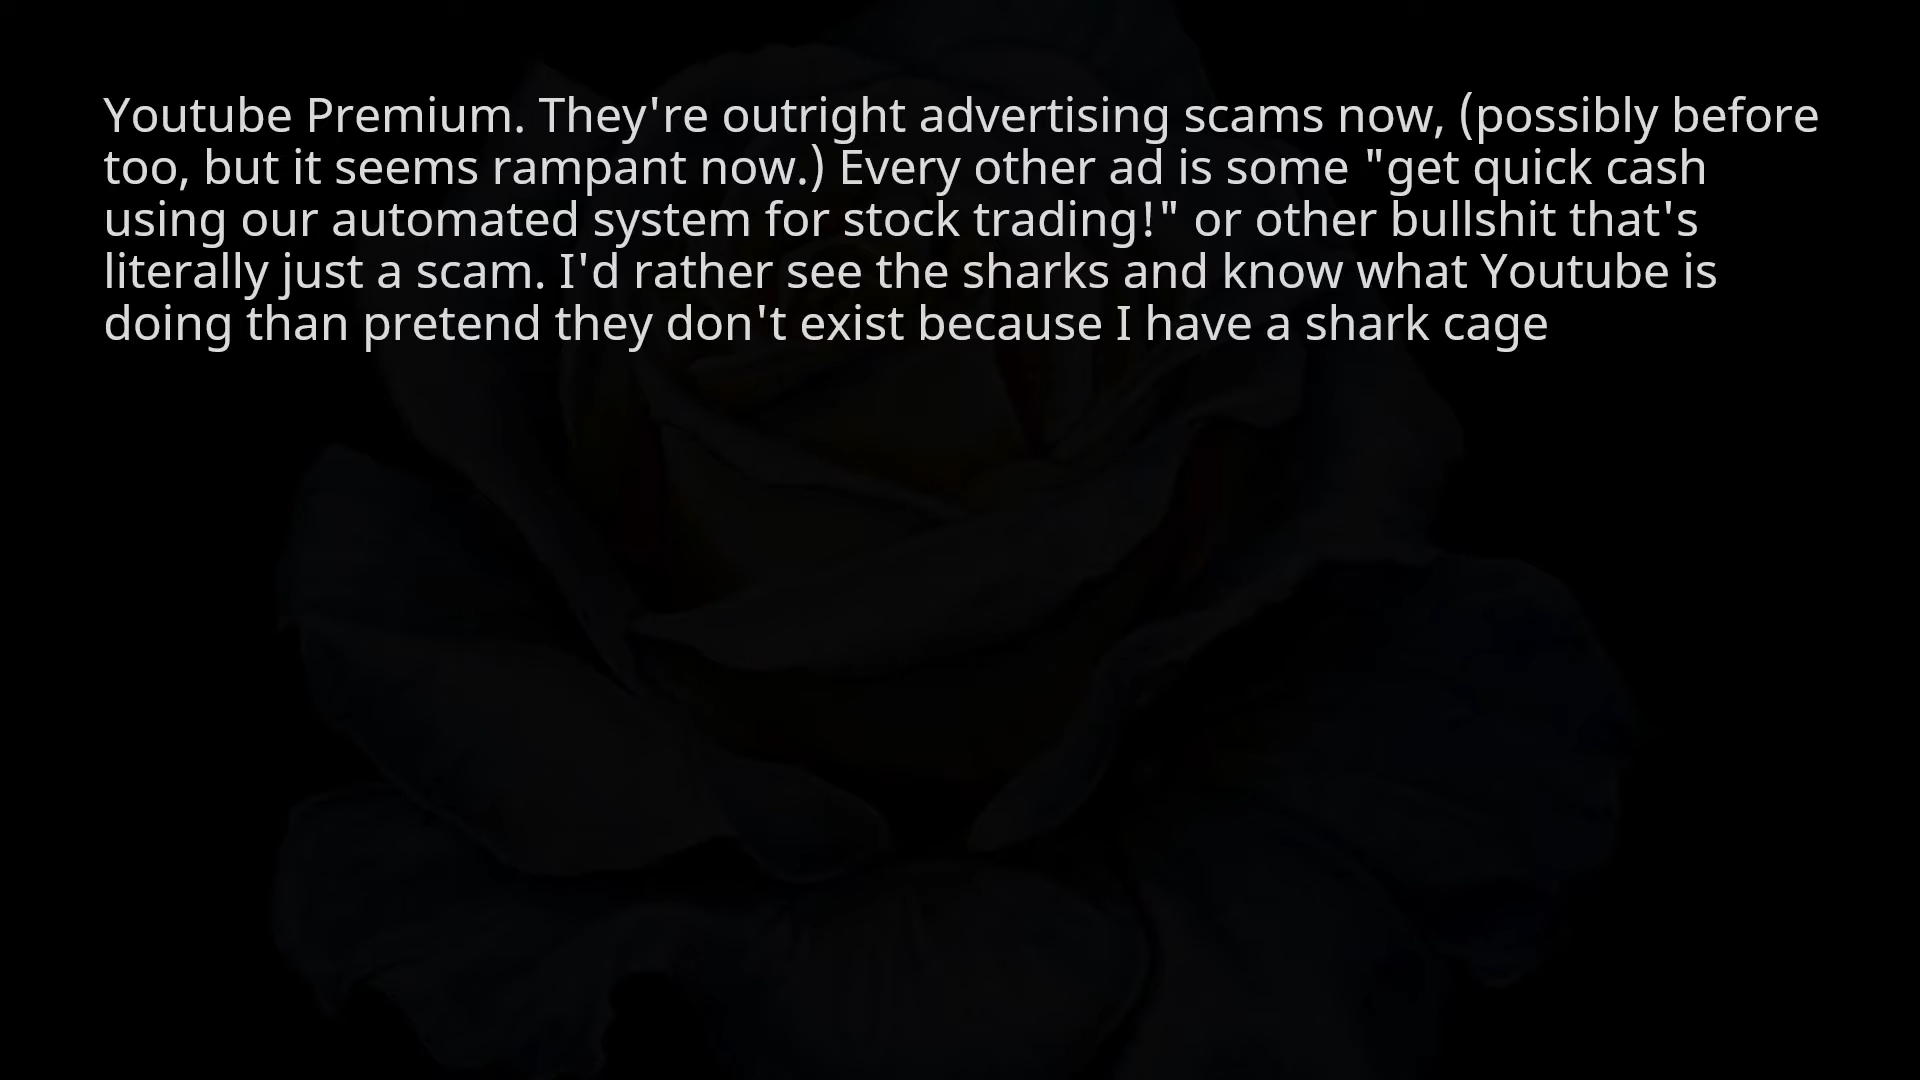 Youtube Premium. They're outright advertising scams now, (possibly before
too, but it seems rampant now.) Every other ad is some "get quick cash
using our automated system for stock trading!" or other bullshit that's
literally just a scam. I'd rather see the sharks and know what Youtube is
doing than pretend they don't exist because I have a shark cage